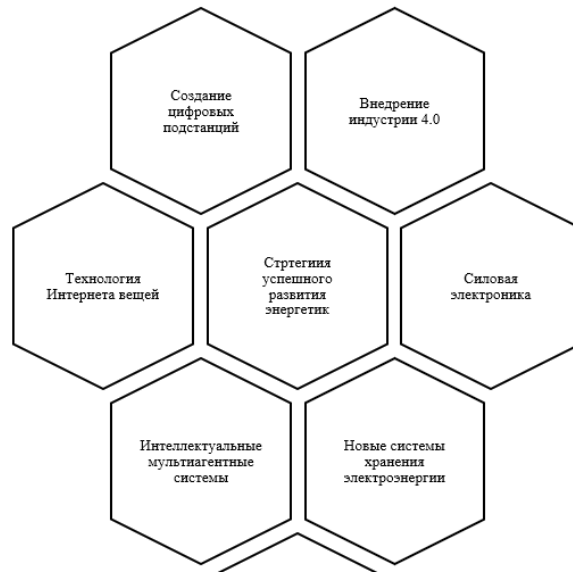 Создание
цифровых
подстанций
Внедрение
индустрии 4.0
Технология
Интернета вещей
Стртегиия
успешного
развития
энергетик
Силовая
электроника
Интеллектуальные
мультиагентные
системы
Новые системы
хранения
электроэнергии